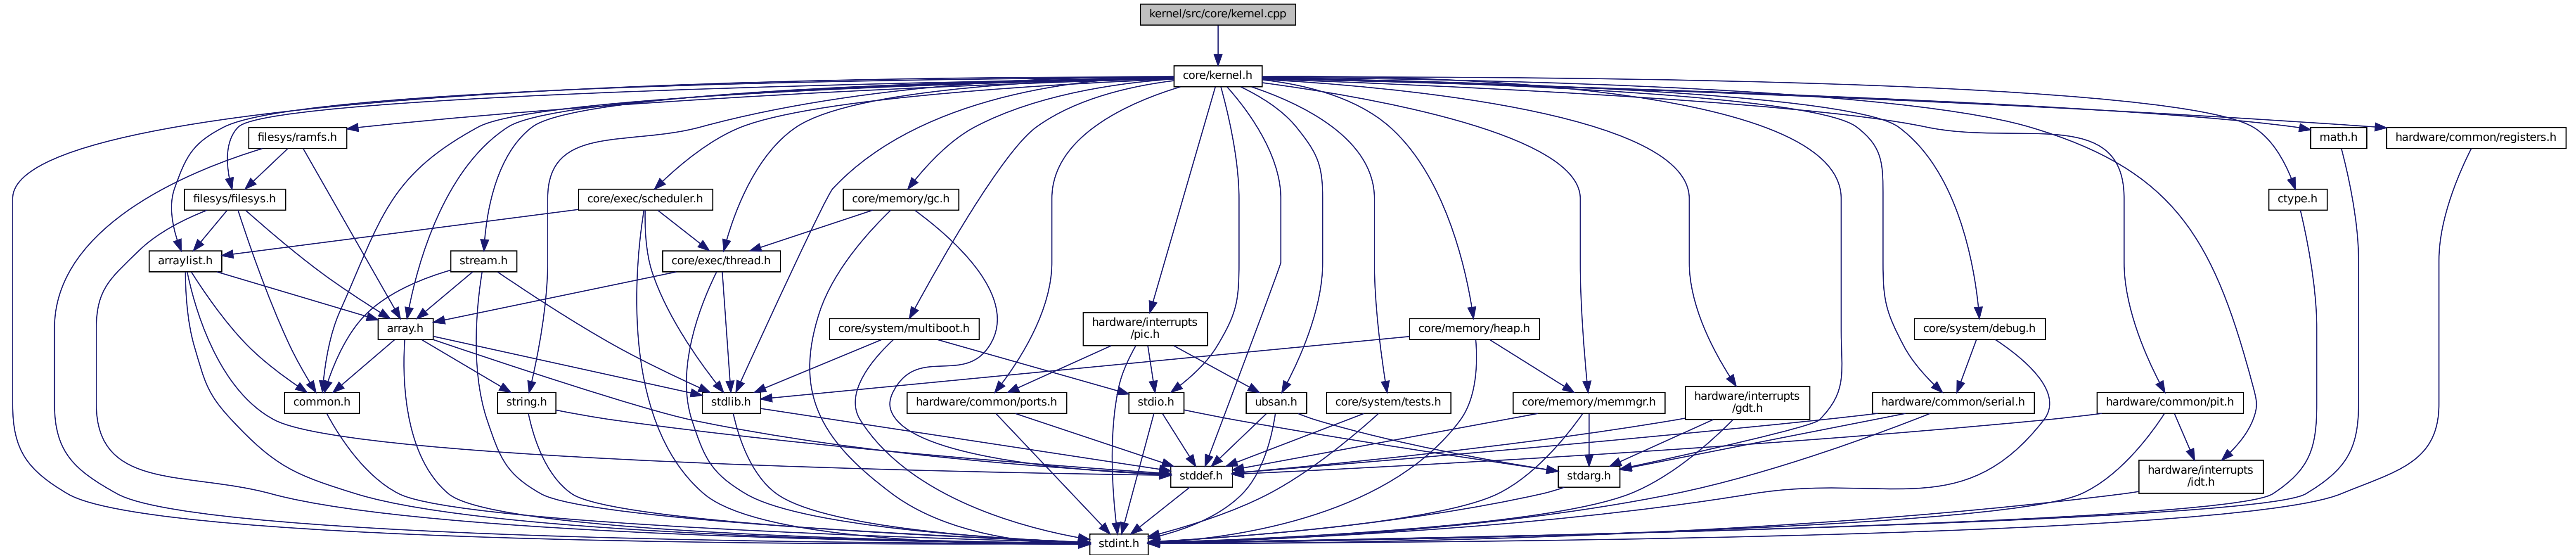 kernel/src/core/kernel.cpp
core/kernel.h
filesys/ramfs.h
math.h
hardware/common/registers.h
filesys/filesys.h
core/exec/scheduler.h
core/memory/gc.h
ctype.h
arraylist.h
stream.h
core/exec/thread.h
array.h
core/system/multiboot.h
hardware/interrupts
/pic.h
core/memory/heap.h
core/system/debug.h
common.h
string.h
stdlib.h
hardware/common/ports.h
stdio.h
ubsan.h
core/system/tests.h
core/memory/memmgr.h
hardware/interrupts
/gdt.h
hardware/common/serial.h
hardware/common/pit.h
stddef.h
stdarg.h
hardware/interrupts
/idt.h
stdint.h